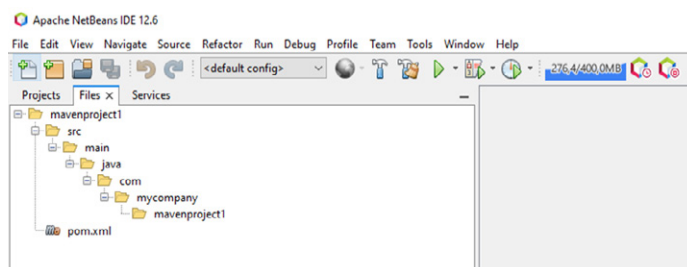 Apache NetBeans IDE 12.6
File Edit View Navigate Source Refactor Run Debug Profile Team Tools Window Help
<default config> 276,4/400,0MB
Projects Files × Services
mavenproject1
src
main
java
com
mycompany
mavenproject1
pom.xml